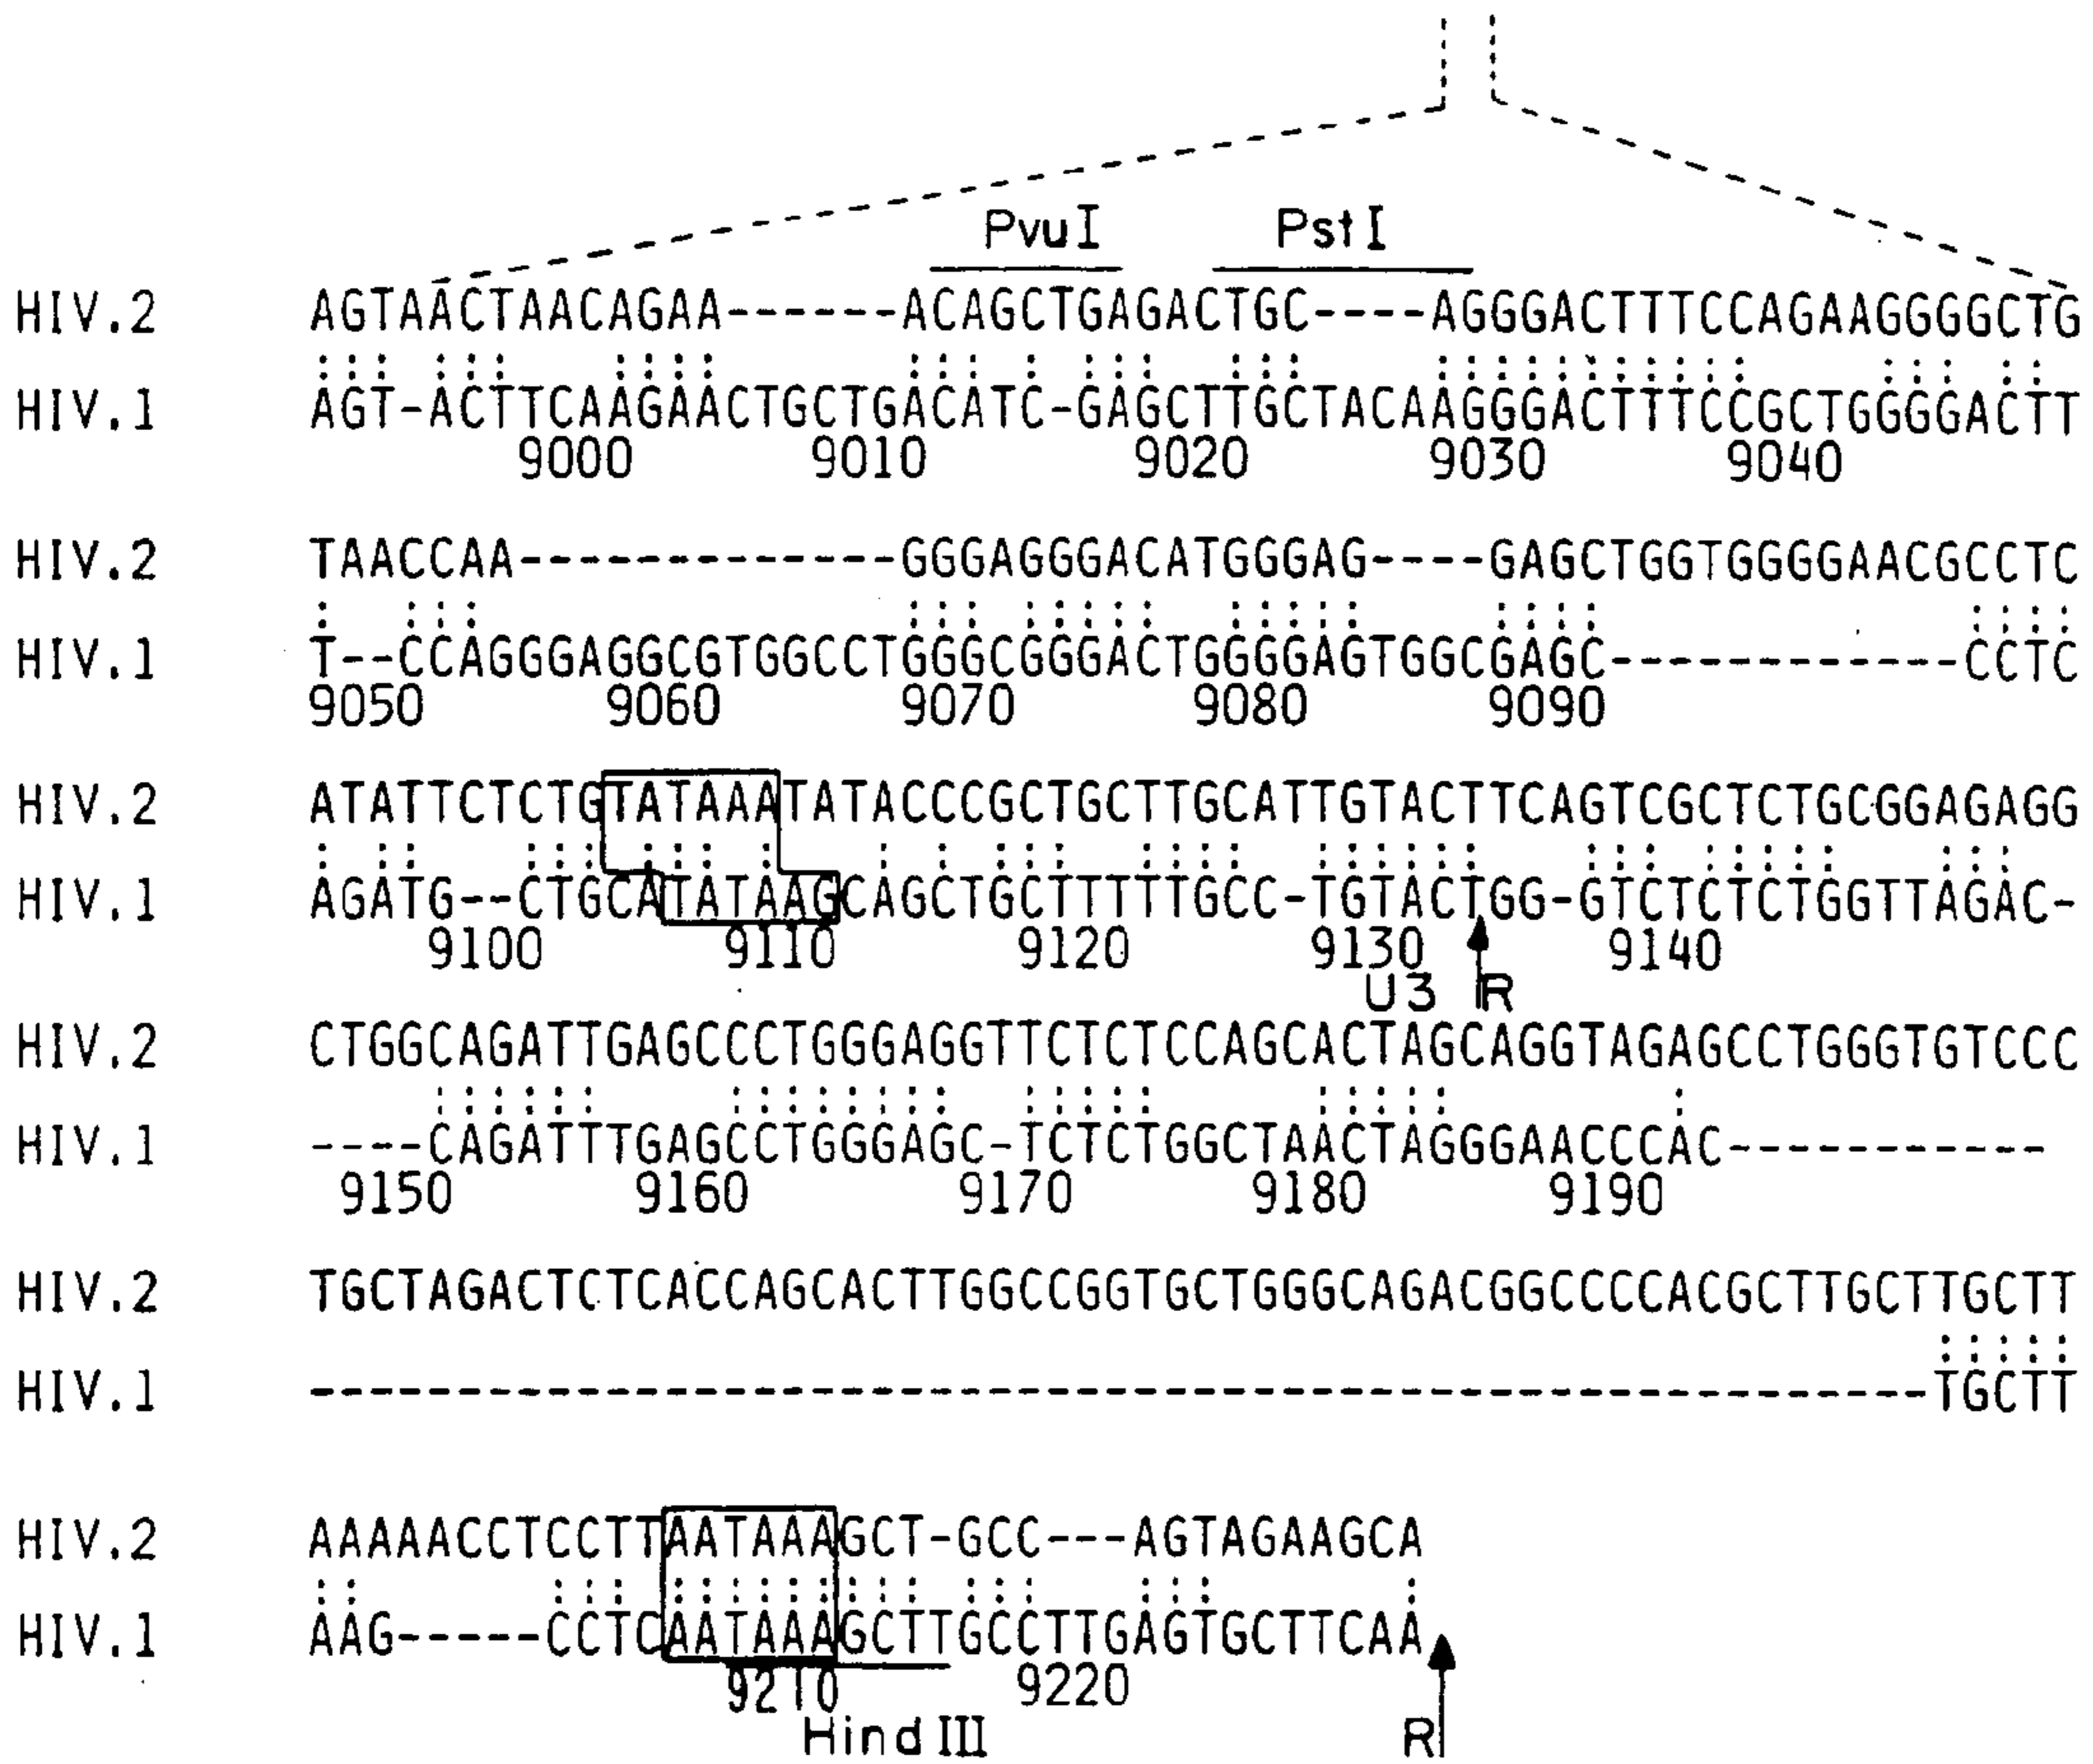 PvuI PstI
HIV.2 AGTAACTAACAGAA------ACAGCTGAGACTGC----AGGGACTTTCCAGAAGGGGCTG
HIV.1 AGT-ACTTCAAGAACTGCTGACATC-GAGCTTGCTACAAGGGACTTTCCGCTGGGGACTT
9000 9010 9020 9030 9040
HIV.2 TAACCAA-------------GGGAGGGACATGGGAG----GAGCTGGTGGGGAACGCCTC
HIV.1 T--CCAGGGAGGCGTGGCCTGGGCGGGACTGGGGAGTGGCGAGC------------CCTC
9050 9060 9070 9080 9090
HIV.2 ATATTCTCTGTATAAATATACCCGCTGCTTGCATTGTACTTCAGTCGCTCTGCGGAGAGG
HIV.1 AGATG--CTGCATATAAGCAGCTGCTTTTTGCC-TGTACTGG-GTCTCTCTGGTTAGAC-
9100 9110 9120 9130 9140
U3 R
HIV.2 CTGGCAGATTGAGCCCTGGGAGGTTCTCTCCAGCACTAGCAGGTAGAGCCTGGGTGTCCC
HIV.1 ----CAGATTTGAGCCTGGGAGC-TCTCTGGCTAACTAGGGAACCCAC-----------
9150 9160 9170 9180 9190
HIV.2 TGCTAGACTCTCACCAGCACTTGGCCGGTGCTGGGCAGACGGCCCCACGCTTGCTTGCTT
HIV.1 -------------------------------------------------------TGCTT
HIV.2 AAAAACCTCCTTAATAAAGCT-GCC---AGTAGAAGCA
HIV.1 AAG-----CCTCAATAAAGCTTGCCTTGAGTGCTTCAA
9210 9220
Hind III R